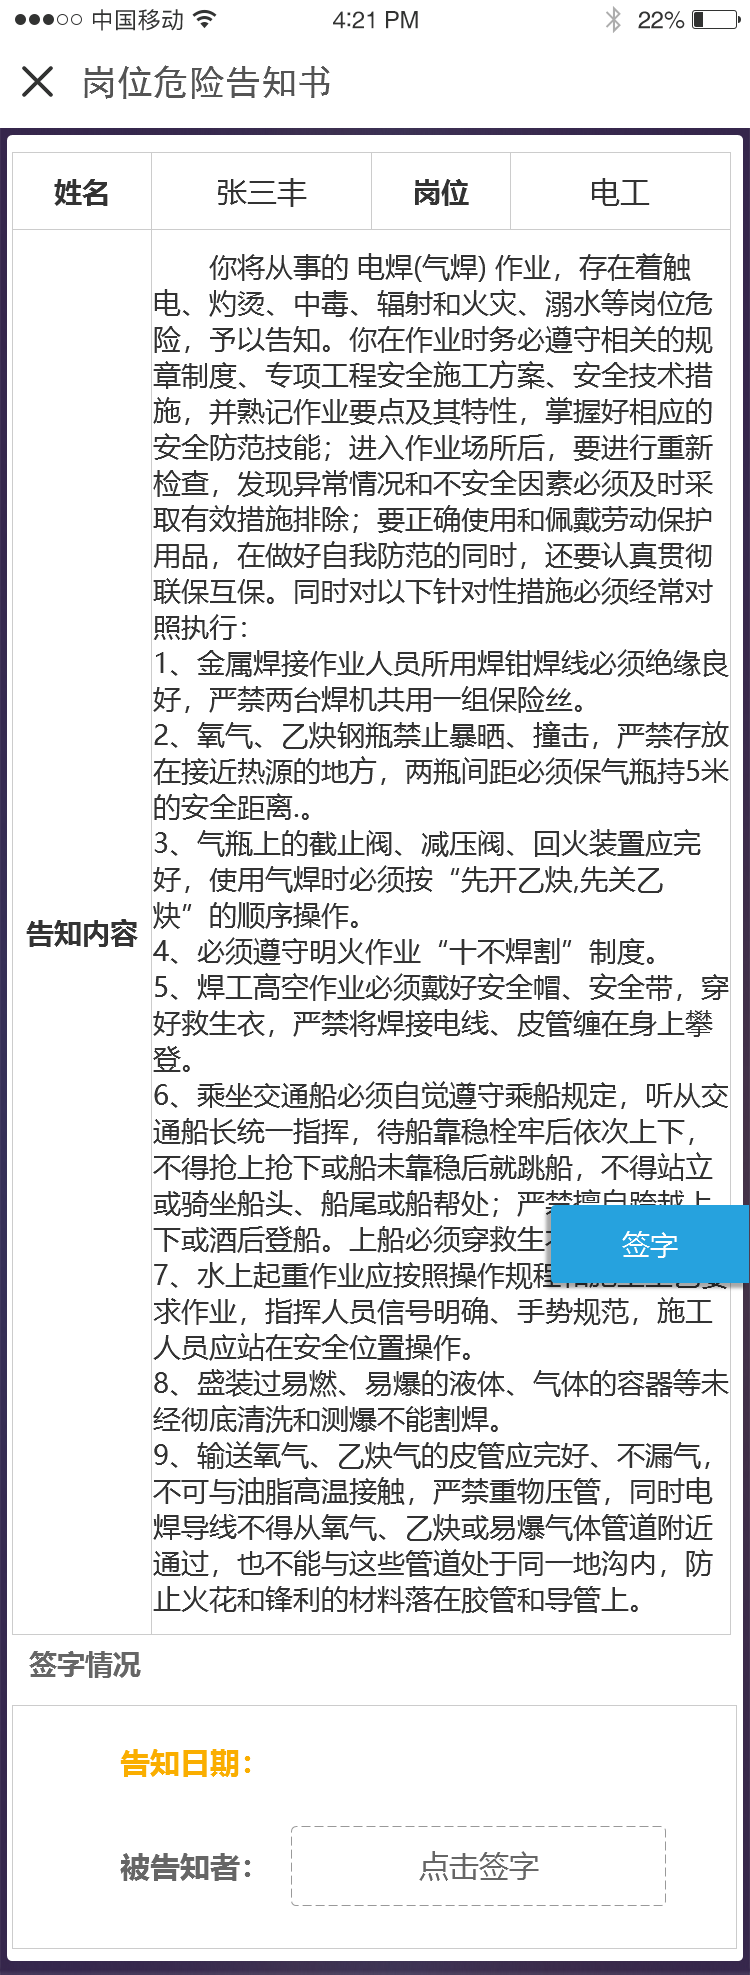 中国移动 4:21 PM 22%
岗位危险告知书
姓名 张三丰 岗位 电工
你将从事的 电焊(气焊) 作业，存在着触
电、灼烫、中毒、辐射和火灾、溺水等岗位危
险，予以告知。你在作业时务必遵守相关的规
章制度、专项工程安全施工方案、安全技术措
施，并熟记作业要点及其特性，掌握好相应的
安全防范技能；进入作业场所后，要进行重新
检查，发现异常情况和不安全因素必须及时采
取有效措施排除；要正确使用和佩戴劳动保护
用品，在做好自我防范的同时，还要认真贯彻
联保互保。同时对以下针对性措施必须经常对
照执行：
1、金属焊接作业人员所用焊钳焊线必须绝缘良
好，严禁两台焊机共用一组保险丝。
2、氧气、乙炔钢瓶禁止暴晒、撞击，严禁存放
在接近热源的地方，两瓶间距必须保气瓶持5米
的安全距离.。
3、气瓶上的截止阀、减压阀、回火装置应完
好，使用气焊时必须按“先开乙炔,先关乙
炔”的顺序操作。
告知内容
4、必须遵守明火作业“十不焊割”制度。
5、焊工高空作业必须戴好安全帽、安全带，穿
好救生衣，严禁将焊接电线、皮管缠在身上攀
登。
6、乘坐交通船必须自觉遵守乘船规定，听从交
通船长统一指挥，待船靠稳栓牢后依次上下，
不得抢上抢下或船未靠稳后就跳船，不得站立
或骑坐船头、船尾或船帮处；严禁擅自跨越上
下或酒后登船。上船必须穿救生
签字
7、水上起重作业应按照操作规程
求作业，指挥人员信号明确、手势规范，施工
人员应站在安全位置操作。
8、盛装过易燃、易爆的液体、气体的容器等未
经彻底清洗和测爆不能割焊。
9、输送氧气、乙炔气的皮管应完好、不漏气，
不可与油脂高温接触，严禁重物压管，同时电
焊导线不得从氧气、乙炔或易爆气体管道附近
通过，也不能与这些管道处于同一地沟内，防
止火花和锋利的材料落在胶管和导管上。
签字情况
告知日期：
被告知者： 点击签字